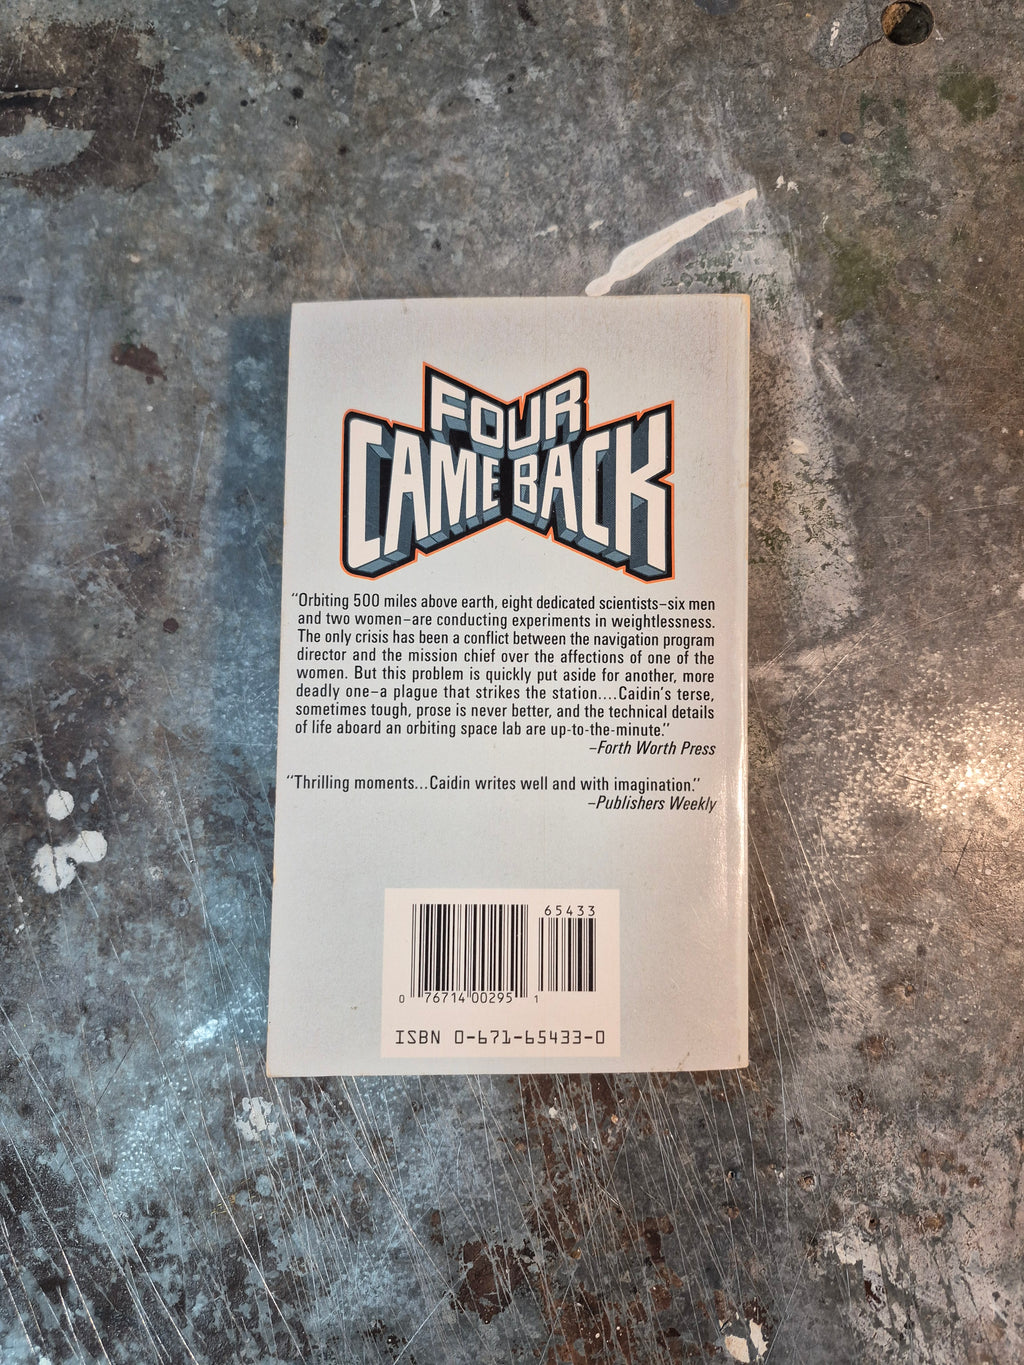 FOUR
CAME BACK
"Orbiting 500 miles above earth, eight dedicated scientists–six men
and two women–are conducting experiments in weightlessness.
The only crisis has been a conflict between the navigation program
director and the mission chief over the affections of one of the
women. But this problem is quickly put aside for another, more
deadly one–a plague that strikes the station....Caidin's terse,
sometimes tough, prose is never better, and the technical details
of life aboard an orbiting space lab are up-to-the-minute."
–Forth Worth Press
"Thrilling moments...Caidin writes well and with imagination."
–Publishers Weekly
65433
0 76714 00295 1
ISBN 0-671-65433-0